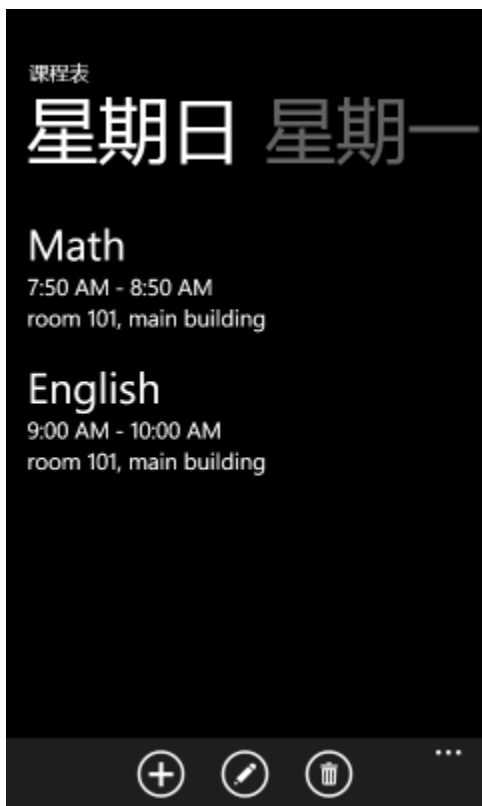 课程表
星期日 星期一
Math
7:50 AM - 8:50 AM
room 101, main building
English
9:00 AM - 10:00 AM
room 101, main building